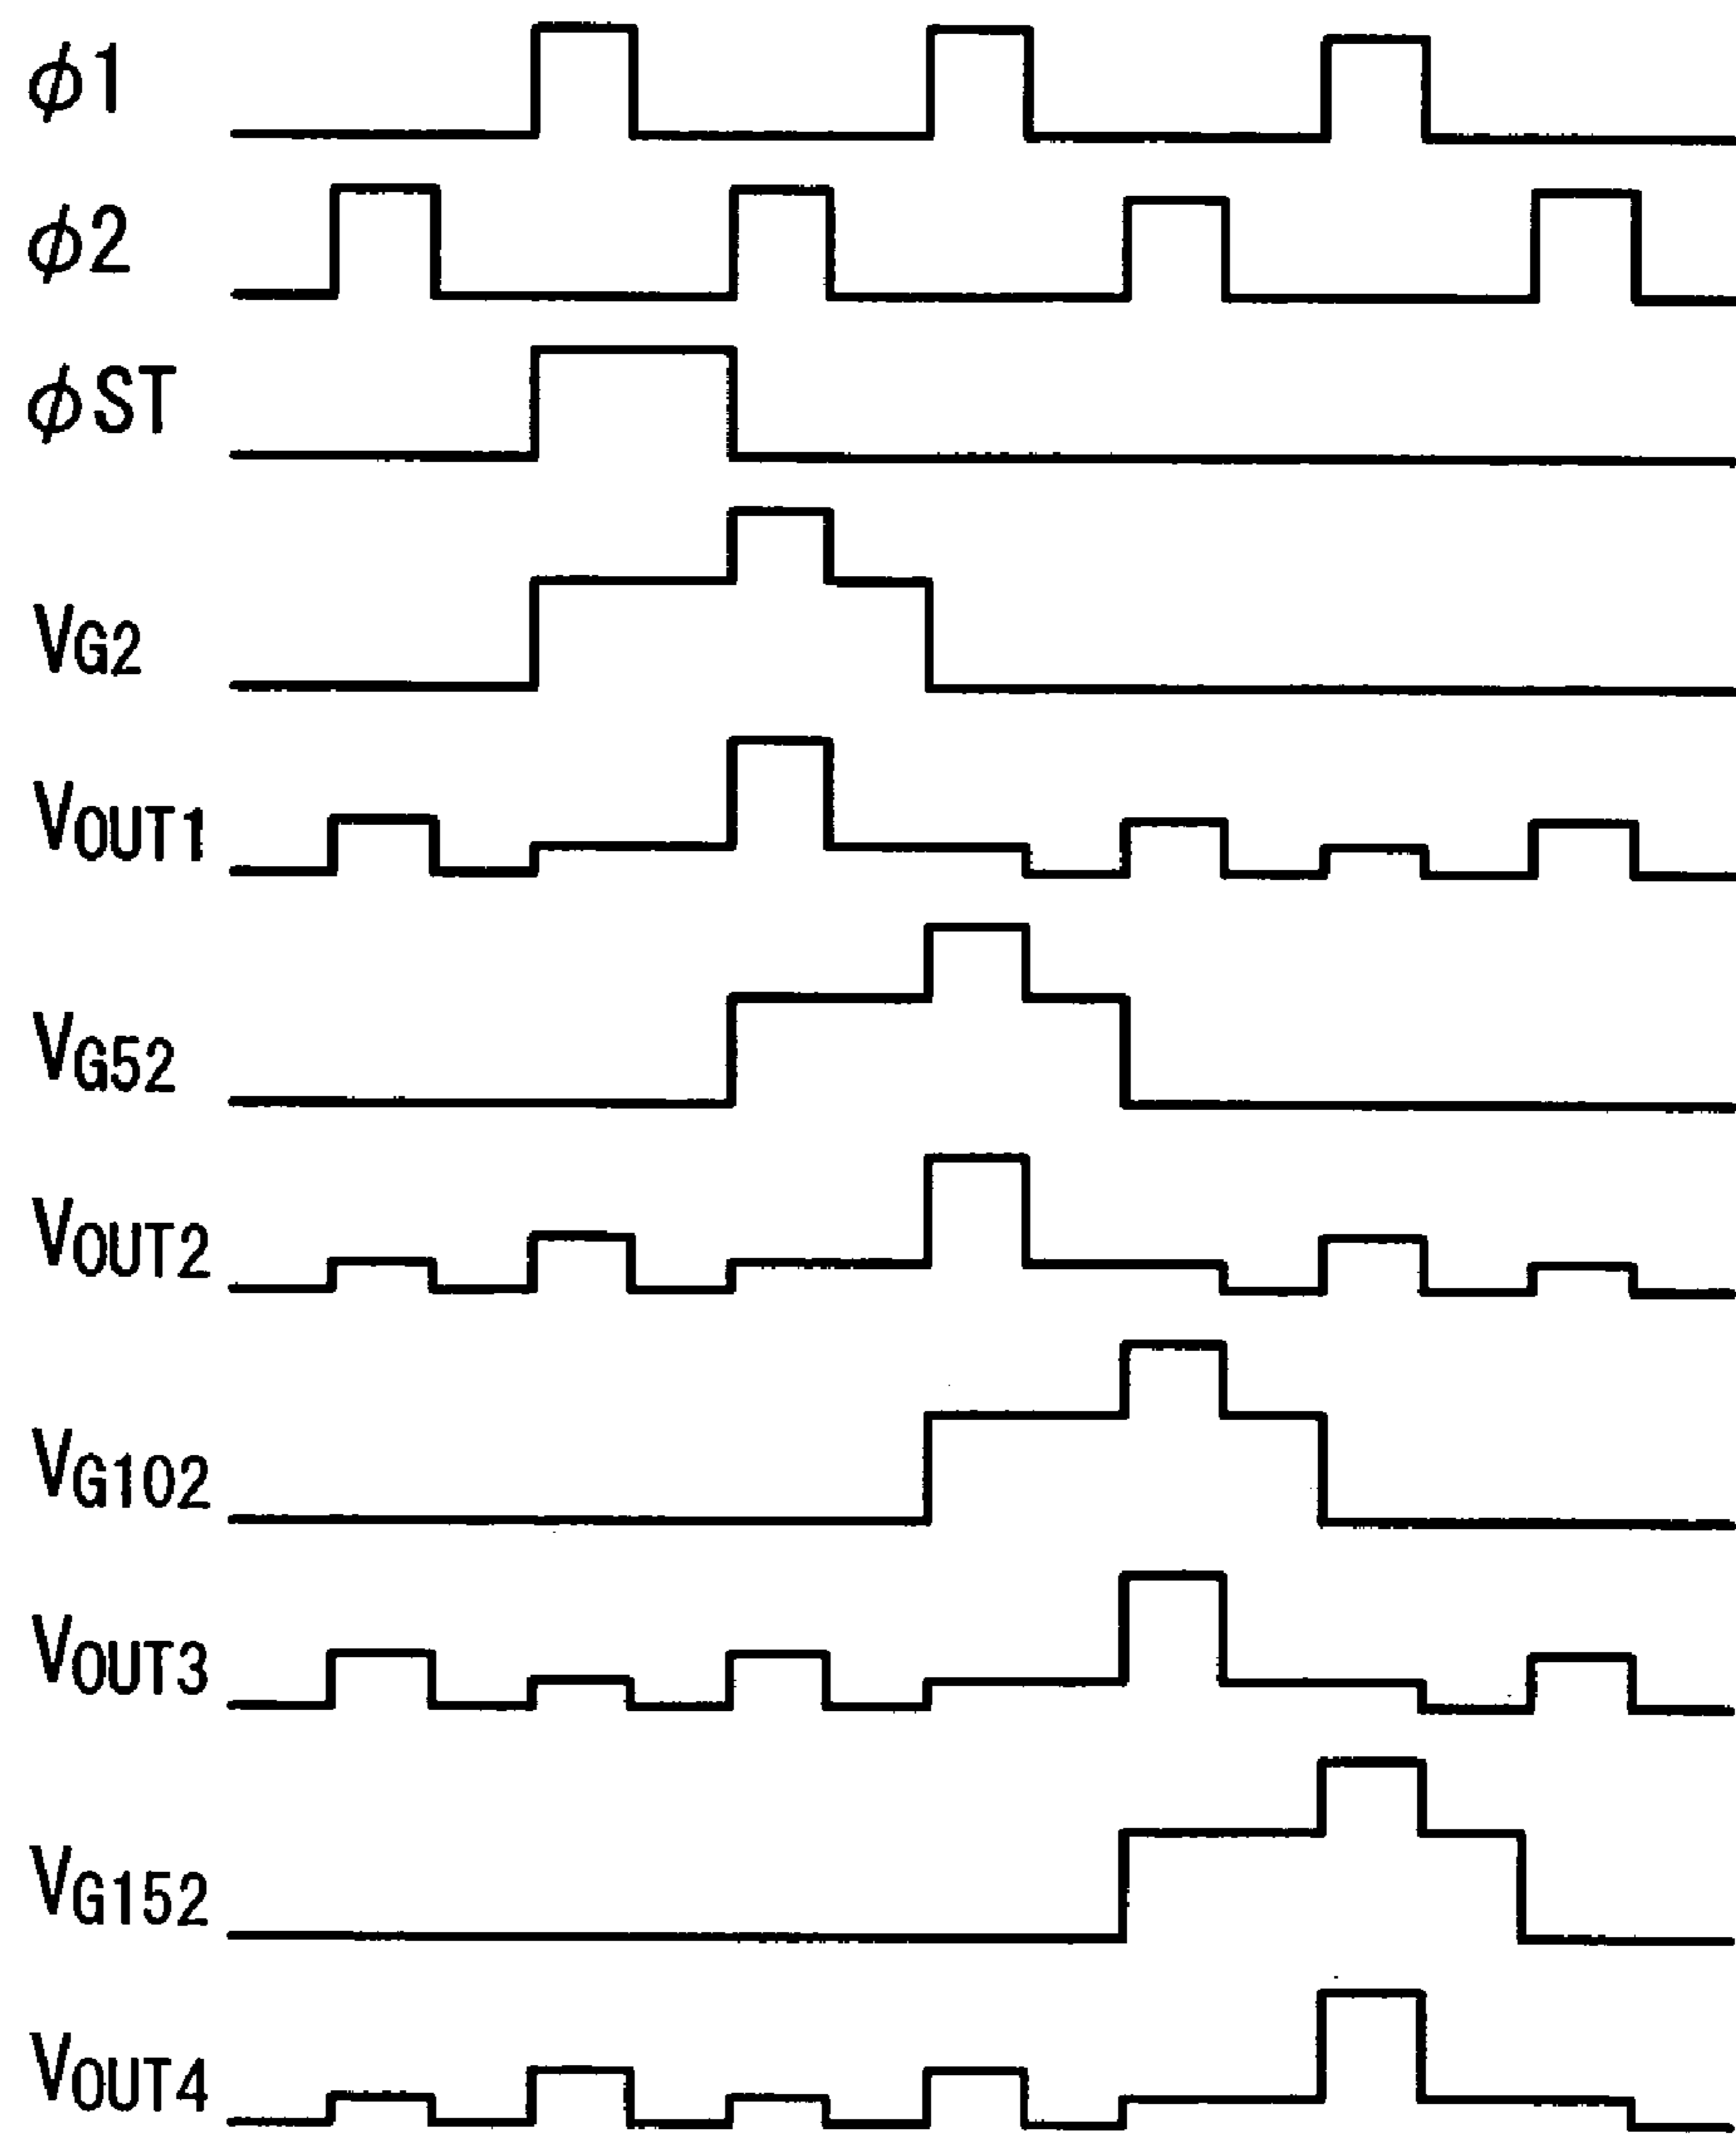 φ1
φ2
φST
VG2
VOUT1
VG52
VOUT2
VG102
VOUT3
VG152
VOUT4